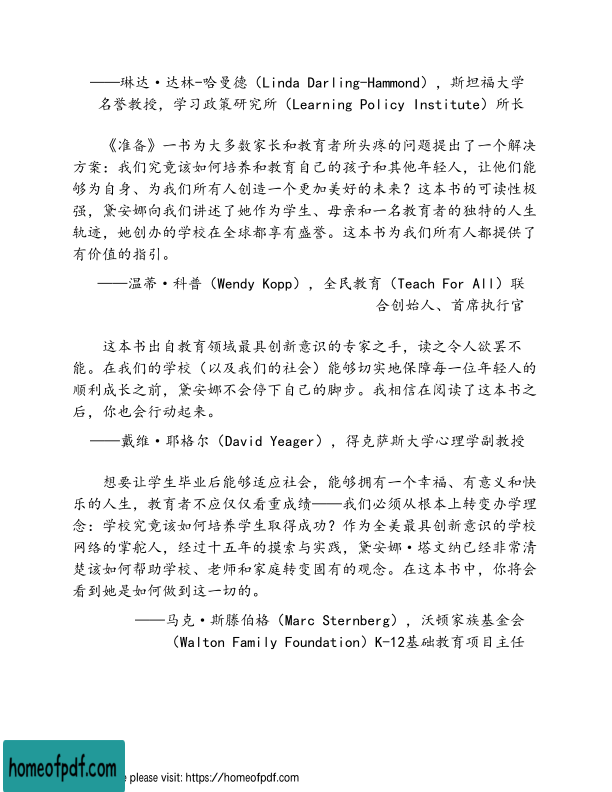 ——琳达·达林-哈曼德（Linda Darling-Hammond），斯坦福大学
名誉教授，学习政策研究所（Learning Policy Institute）所长
《准备》一书为大多数家长和教育者所头疼的问题提出了一个解决
方案：我们究竟该如何培养和教育自己的孩子和其他年轻人，让他们能
够为自身、为我们所有人创造一个更加美好的未来？这本书的可读性极
强，黛安娜向我们讲述了她作为学生、母亲和一名教育者的独特的人生
轨迹，她创办的学校在全球都享有盛誉。这本书为我们所有人都提供了
有价值的指引。
——温蒂·科普（Wendy Kopp），全民教育（Teach For All）联
合创始人、首席执行官
这本书出自教育领域最具创新意识的专家之手，读之令人欲罢不
能。在我们的学校（以及我们的社会）能够切实地保障每一位年轻人的
顺利成长之前，黛安娜不会停下自己的脚步。我相信在阅读了这本书之
后，你也会行动起来。
——戴维·耶格尔（David Yeager），得克萨斯大学心理学副教授
想要让学生毕业后能够适应社会，能够拥有一个幸福、有意义和快
乐的人生，教育者不应仅仅看重成绩——我们必须从根本上转变办学理
念：学校究竟该如何培养学生取得成功？作为全美最具创新意识的学校
网络的掌舵人，经过十五年的摸索与实践，黛安娜·塔文纳已经非常清
楚该如何帮助学校、老师和家庭转变固有的观念。在这本书中，你将会
看到她是如何做到这一切的。
——马克·斯滕伯格（Marc Sternberg），沃顿家族基金会
（Walton Family Foundation）K-12基础教育项目主任
homeofpdf.com
please visit: https://homeofpdf.com